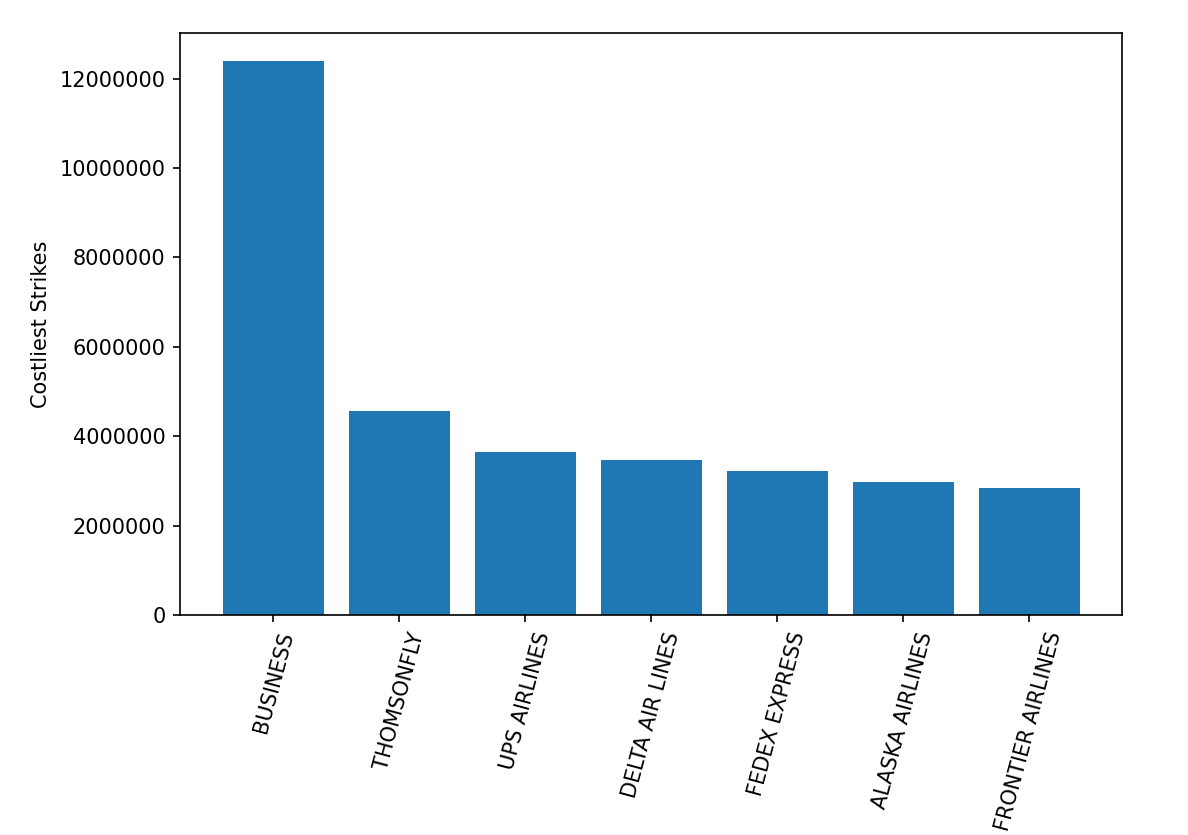 12000000
10000000
8000000
6000000
4000000
2000000
0
Costliest Strikes
BUSINESS
THOMSONFLY
UPS AIRLINES
DELTA AIR LINES
FEDEX EXPRESS
ALASKA AIRLINES
FRONTIER AIRLINES